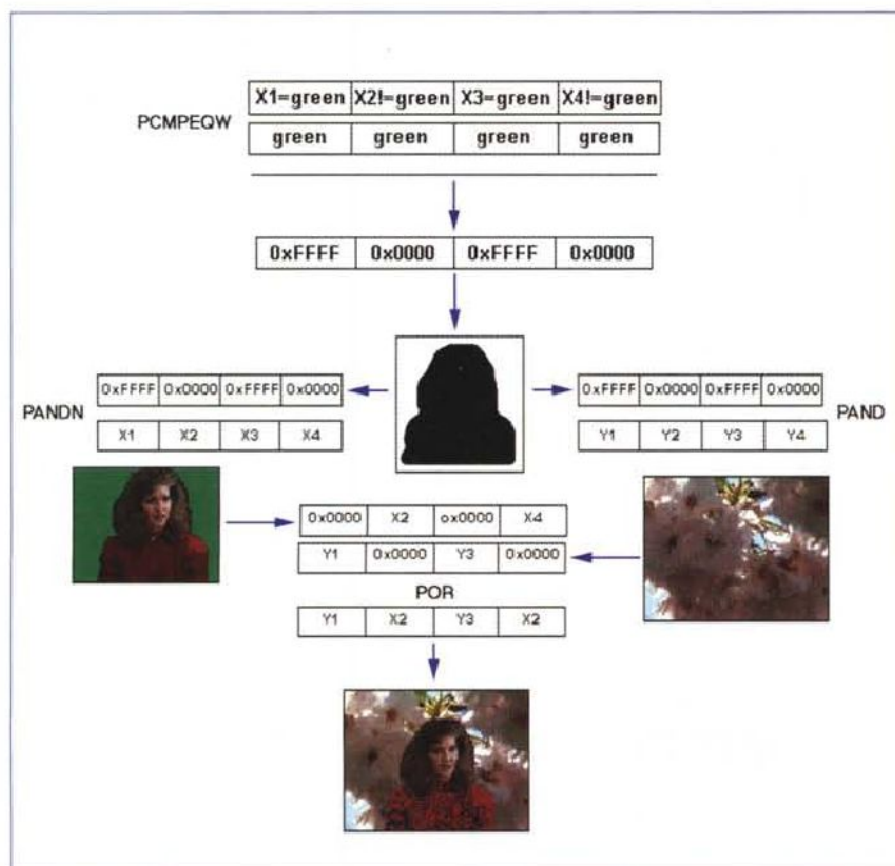 X1=green X2!=green X3=green X4!=green
PCMPEQW
green green green green
0xFFFF 0x0000 0xFFFF 0x0000
0xFFFF 0x0000 0xFFFF 0x0000
PANDN
X1 X2 X3 X4
0xFFFF 0x0000 0xFFFF 0x0000
PAND
Y1 Y2 Y3 Y4
0x0000 X2 ox0000 X4
Y1 0x0000 Y3 0x0000
POR
Y1 X2 Y3 X2